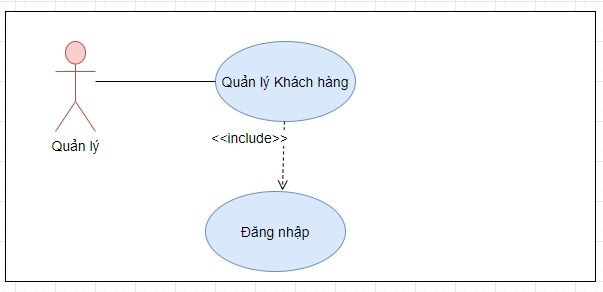 Quản lý Khách hàng
<<include>>
Quản lý
Đăng nhập